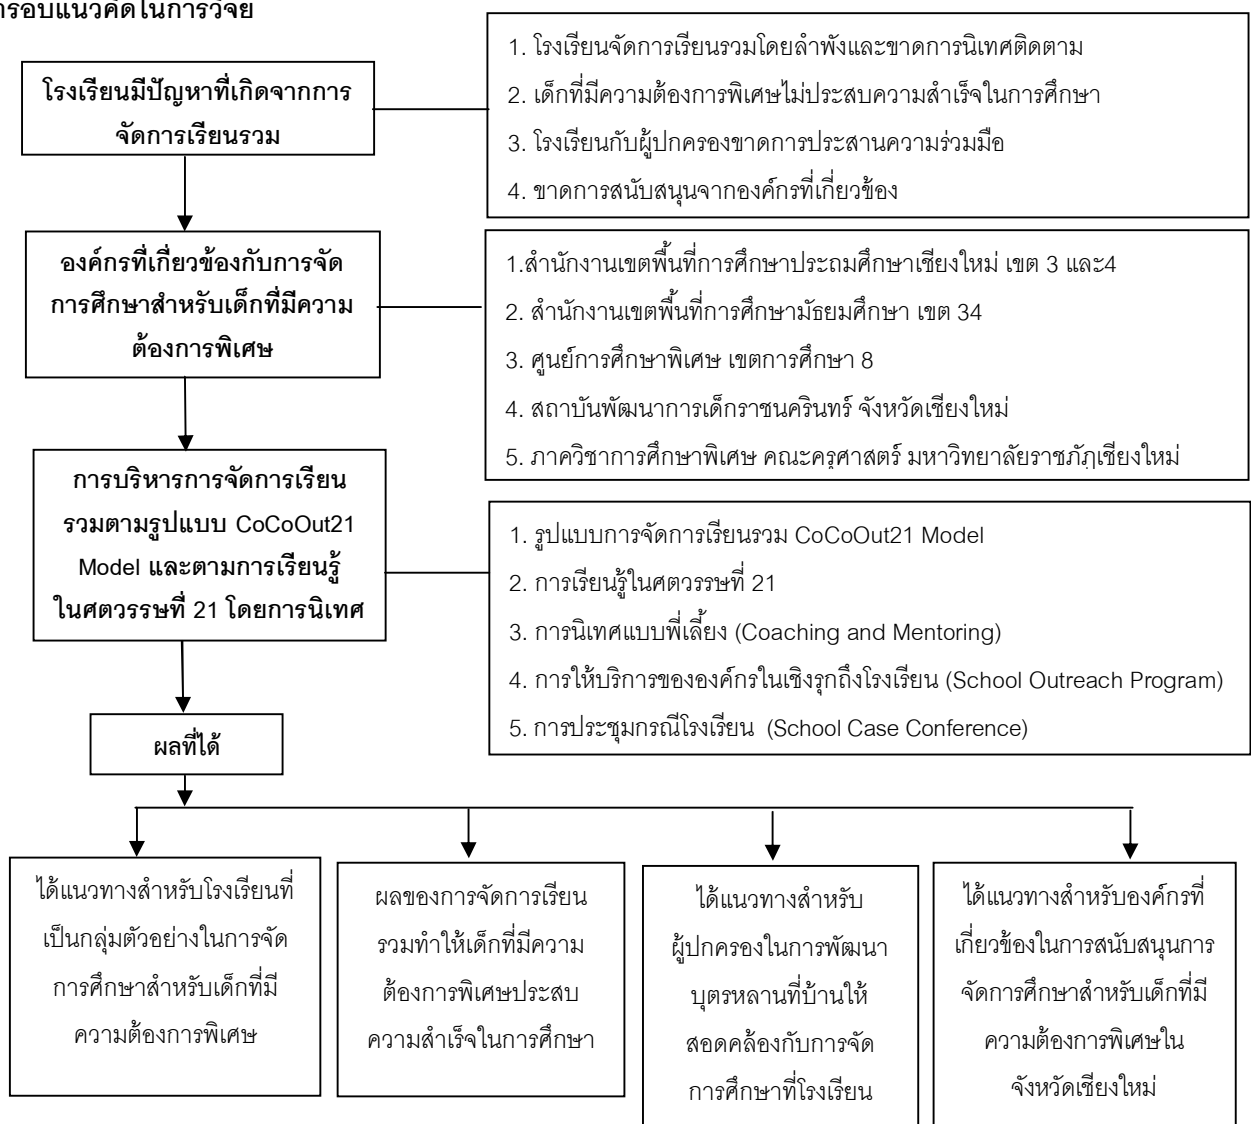 กรอบแนวคิดในการวิจัย
โรงเรียนมีปัญหาที่เกิดจากการ
จัดการเรียนรวม
1. โรงเรียนจัดการเรียนรวมโดยลำพังและขาดการนิเทศติดตาม
2. เด็กที่มีความต้องการพิเศษไม่ประสบความสำเร็จในการศึกษา
3. โรงเรียนกับผู้ปกครองขาดการประสานความร่วมมือ
4. ขาดการสนับสนุนจากองค์กรที่เกี่ยวข้อง
องค์กรที่เกี่ยวข้องกับการจัด
การศึกษาสำหรับเด็กที่มีความ
ต้องการพิเศษ
1.สำนักงานเขตพื้นที่การศึกษาประถมศึกษาเชียงใหม่ เขต 3 และ4
2. สำนักงานเขตพื้นที่การศึกษามัธยมศึกษา เขต 34
3. ศูนย์การศึกษาพิเศษ เขตการศึกษา 8
4. สถาบันพัฒนาการเด็กราชนครินทร์ จังหวัดเชียงใหม่
5. ภาควิชาการศึกษาพิเศษ คณะครุศาสตร์ มหาวิทยาลัยราชภัฏเชียงใหม่
การบริหารการจัดการเรียน
รวมตามรูปแบบ CoCoOut21
Model และตามการเรียนรู้
ในศตวรรษที่ 21 โดยการนิเทศ
1. รูปแบบการจัดการเรียนรวม CoCoOut21 Model
2. การเรียนรู้ในศตวรรษที่ 21
3. การนิเทศแบบพี่เลี้ยง (Coaching and Mentoring)
4. การให้บริการขององค์กรในเชิงรุกถึงโรงเรียน (School Outreach Program)
5. การประชุมกรณีโรงเรียน (School Case Conference)
ผลที่ได้
ได้แนวทางสำหรับโรงเรียนที่
เป็นกลุ่มตัวอย่างในการจัด
การศึกษาสำหรับเด็กที่มี
ความต้องการพิเศษ
ผลของการจัดการเรียน
รวมทำให้เด็กที่มีความ
ต้องการพิเศษประสบ
ความสำเร็จในการศึกษา
ได้แนวทางสำหรับ
ผู้ปกครองในการพัฒนา
บุตรหลานที่บ้านให้
สอดคล้องกับการจัด
การศึกษาที่โรงเรียน
ได้แนวทางสำหรับองค์กรที่
เกี่ยวข้องในการสนับสนุนการ
จัดการศึกษาสำหรับเด็กที่มี
ความต้องการพิเศษใน
จังหวัดเชียงใหม่